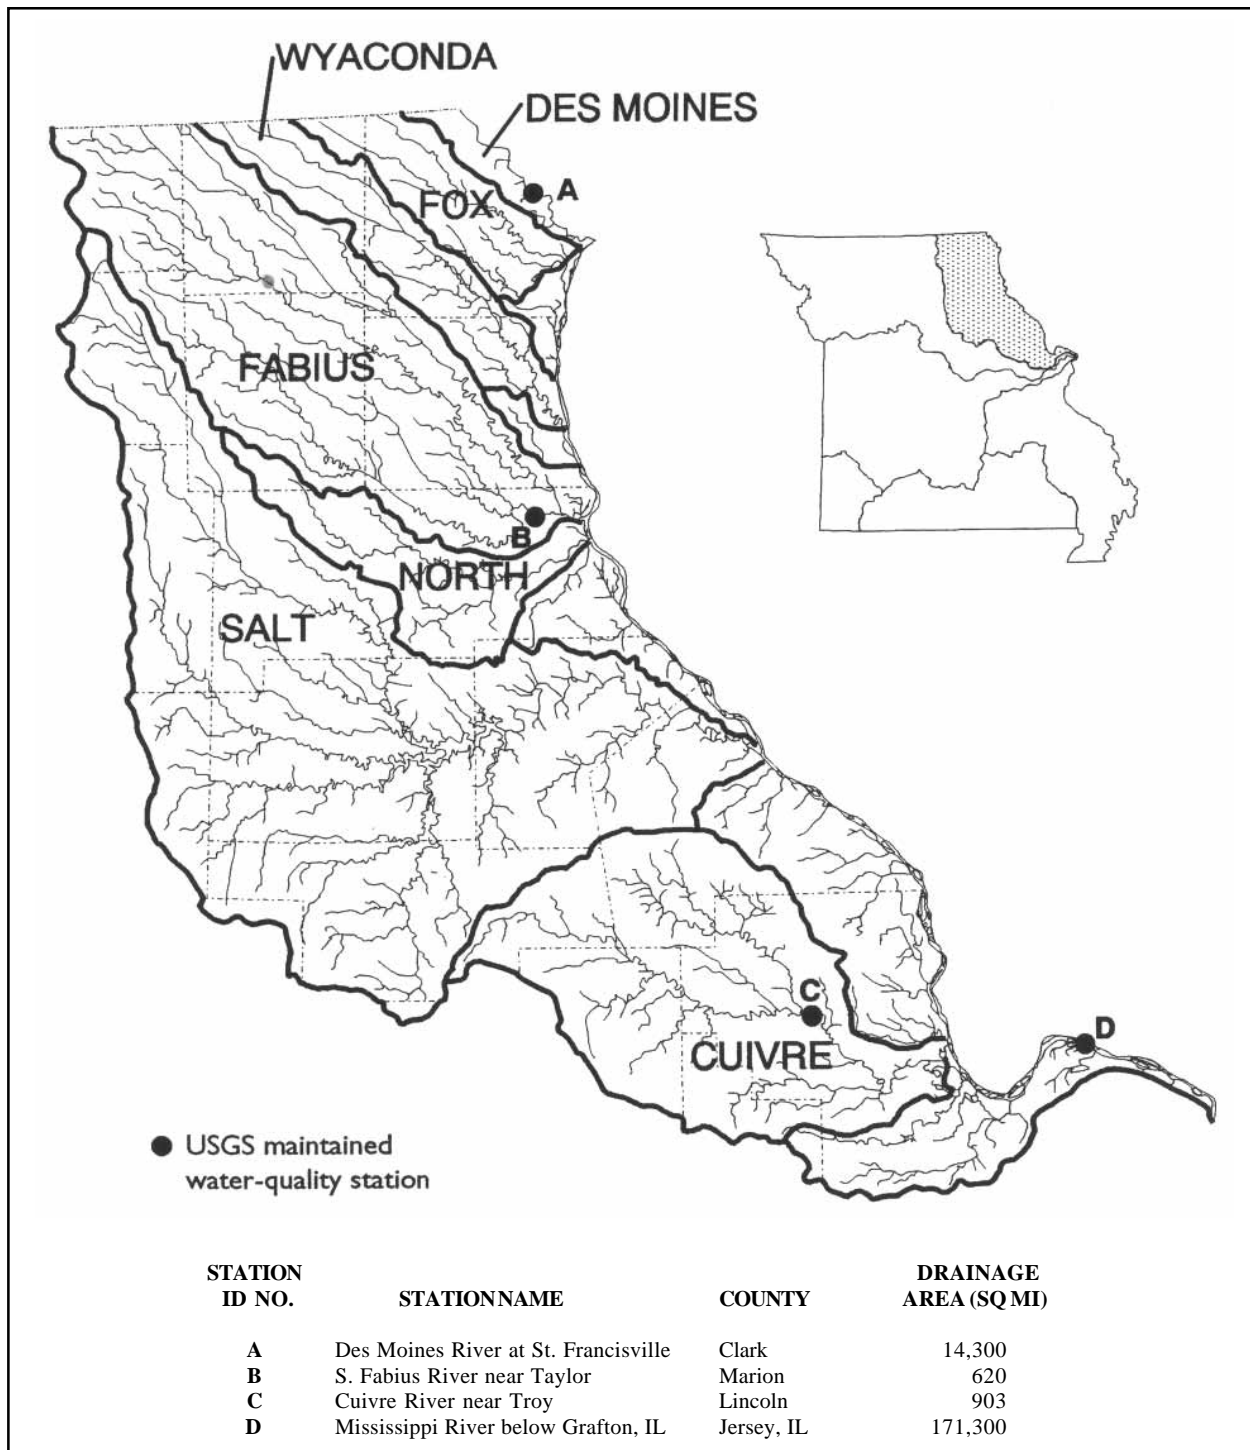 WYACONDA
DES MOINES
A
FOX
FABIUS
B
NORTH
SALT
C
CUIVRE
D
USGS maintained
water-quality station
STATION
ID NO. STATION NAME COUNTY DRAINAGE
AREA (SQ MI)
A Des Moines River at St. Francisville Clark 14,300
B S. Fabius River near Taylor Marion 620
C Cuivre River near Troy Lincoln 903
D Mississippi River below Grafton, IL Jersey, IL 171,300